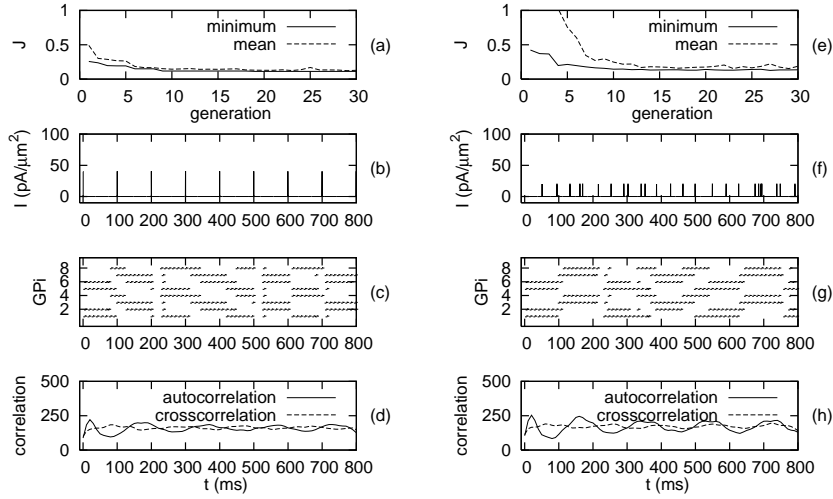 1
0.5
0
J
minimum
mean
(a)
0 5 10 15 20 25 30
generation
100
50
0
I (pA/µm²)
(b)
0 100 200 300 400 500 600 700 800
8
6
4
2
GPi
(c)
0 100 200 300 400 500 600 700 800
500
250
0
correlation
autocorrelation
crosscorrelation
(d)
0 100 200 300 400 500 600 700 800
t (ms)
1
0.5
0
J
minimum
mean
(e)
0 5 10 15 20 25 30
generation
100
50
0
I (pA/µm²)
(f)
0 100 200 300 400 500 600 700 800
8
6
4
2
GPi
(g)
0 100 200 300 400 500 600 700 800
500
250
0
correlation
autocorrelation
crosscorrelation
(h)
0 100 200 300 400 500 600 700 800
t (ms)